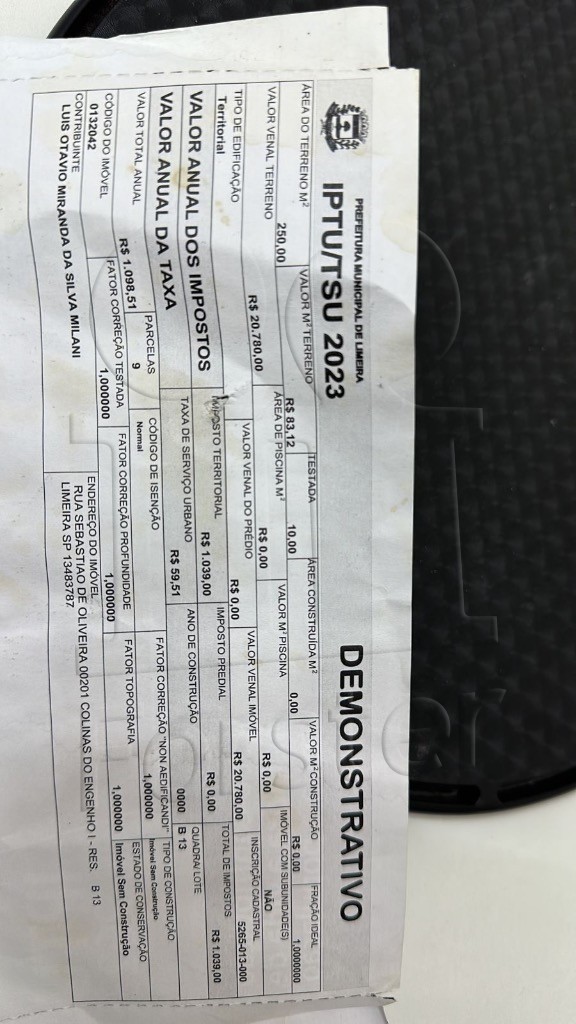 PREFEITURA MUNICIPAL DE LIMEIRA
IPTU/TSU 2023 DEMONSTRATIVO
ÁREA DO TERRENO M² VALOR M² TERRENO TESTADA ÁREA CONSTRUÍDA M² VALOR M² CONSTRUÇÃO FRAÇÃO IDEAL
250,00 R$ 83,12 10,00 0,00 R$ 0,00 1,0000000
VALOR VENAL TERRENO ÁREA DE PISCINA M² VALOR M² PISCINA IMÓVEL COM SUBUNIDADE(S)
R$ 20.780,00 R$ 0,00 R$ 0,00 NÃO
TIPO DE EDIFICAÇÃO VALOR VENAL DO PRÉDIO VALOR VENAL IMÓVEL INSCRIÇÃO CADASTRAL
Territorial R$ 0,00 R$ 20.780,00 5265-013-000
VALOR ANUAL DOS IMPOSTOS IMPOSTO TERRITORIAL IMPOSTO PREDIAL TOTAL DE IMPOSTOS
R$ 1.039,00 R$ 0,00 R$ 1.039,00
VALOR ANUAL DA TAXA TAXA DE SERVIÇO URBANO ANO DE CONSTRUÇÃO QUADRA/ LOTE
R$ 59,51 0000 B 13
VALOR TOTAL ANUAL PARCELAS CÓDIGO DE ISENÇÃO FATOR CORREÇÃO "NON AEDIFICANDI" TIPO DE CONSTRUÇÃO
R$ 1.098,51 9 Normal 1,000000 Imóvel Sem Construção
CÓDIGO DO IMÓVEL FATOR CORREÇÃO TESTADA FATOR CORREÇÃO PROFUNDIDADE FATOR TOPOGRAFIA ESTADO DE CONSERVAÇÃO
0132042 1,000000 1,000000 1,000000 Imóvel Sem Construção
CONTRIBUINTE ENDEREÇO DO IMÓVEL
LUIS OTAVIO MIRANDA DA SILVA MILANI RUA SEBASTIAO DE OLIVEIRA 00201 COLINAS DO ENGENHO I - RES. B 13
LIMEIRA SP 13483787